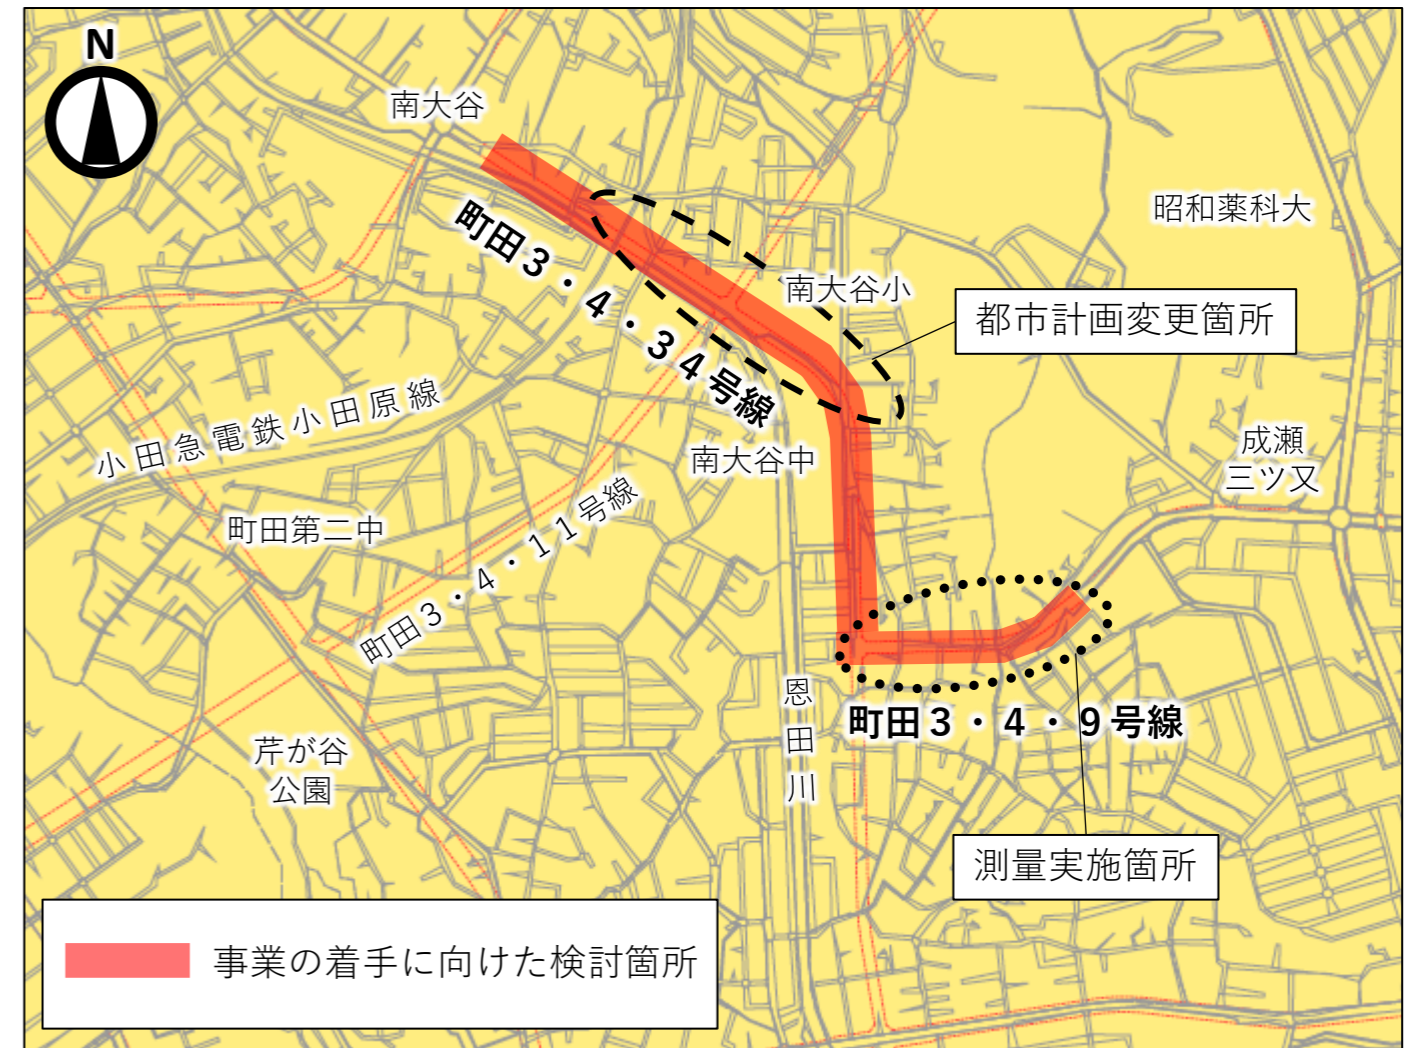 N
南大谷
昭和薬科大
町田3・4・34号線
南大谷小
都市計画変更箇所
小田急電鉄小田原線
南大谷中
成瀬
三ツ又
町田第二中
町田3・4・11号線
恩田川
町田3・4・9号線
芹が谷
公園
測量実施箇所
事業の着手に向けた検討箇所